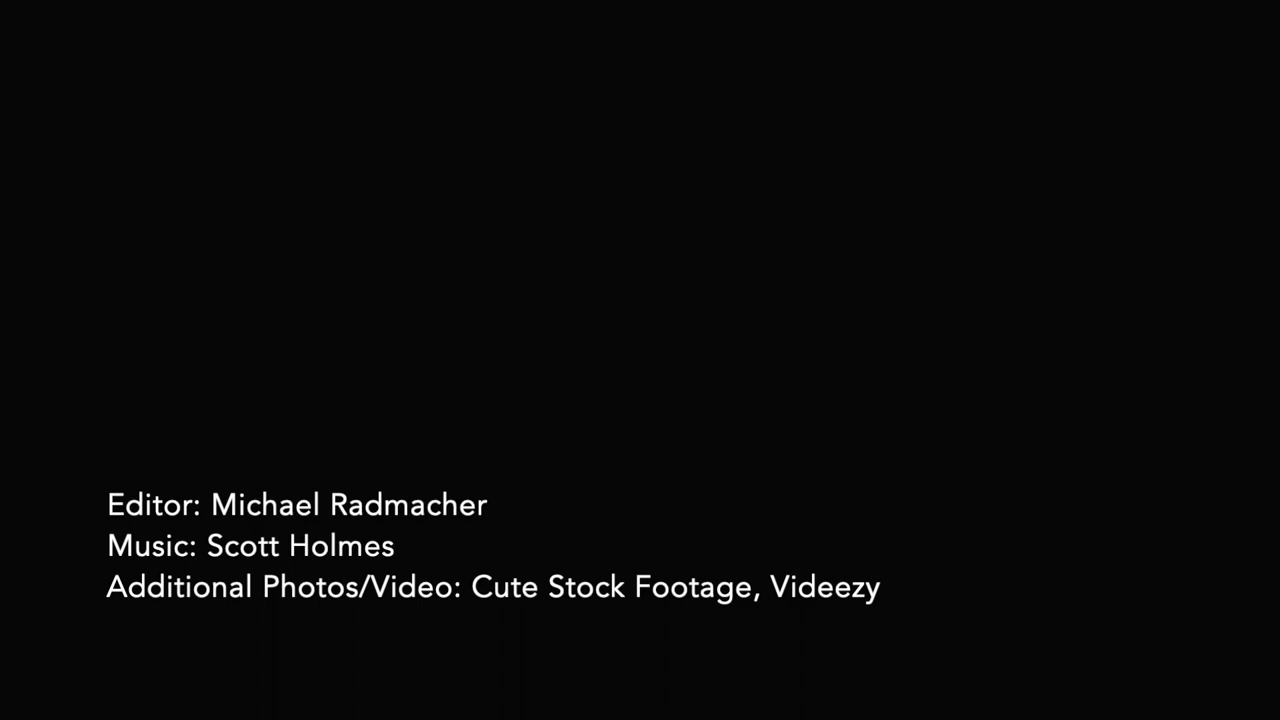 Editor: Michael Radmacher
Music: Scott Holmes
Additional Photos/Video: Cute Stock Footage, Videezy